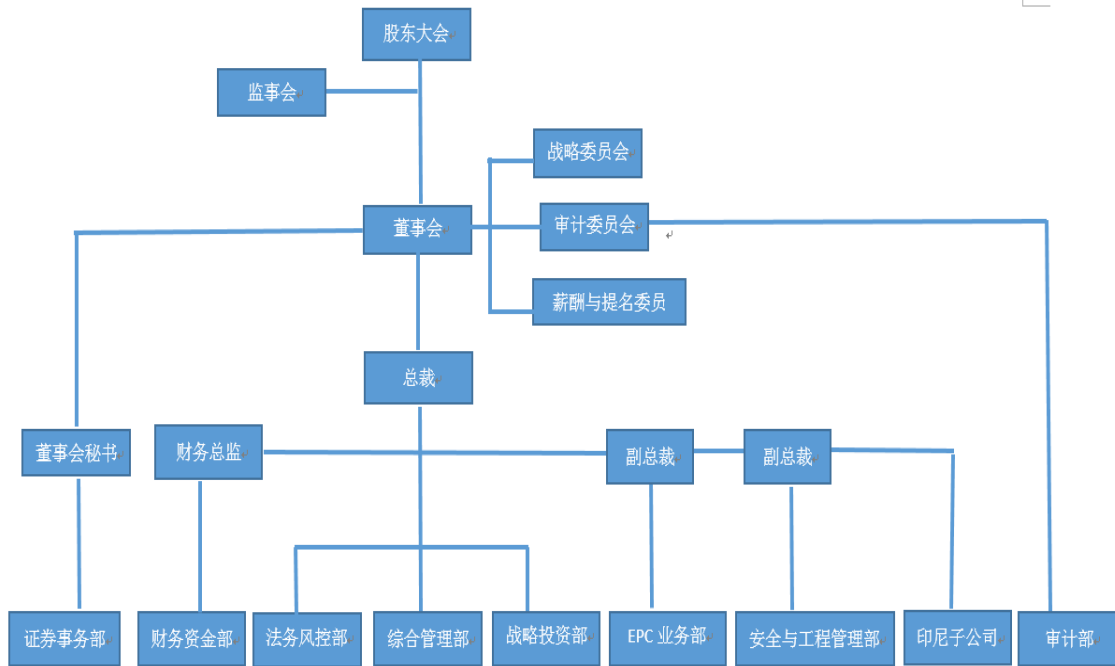 股东大会
监事会
战略委员会
董事会
审计委员会
薪酬与提名委员
总裁
董事会秘书
财务总监
副总裁
副总裁
证券事务部
财务资金部
法务风控部
综合管理部
战略投资部
EPC 业务部
安全与工程管理部
印尼子公司
审计部